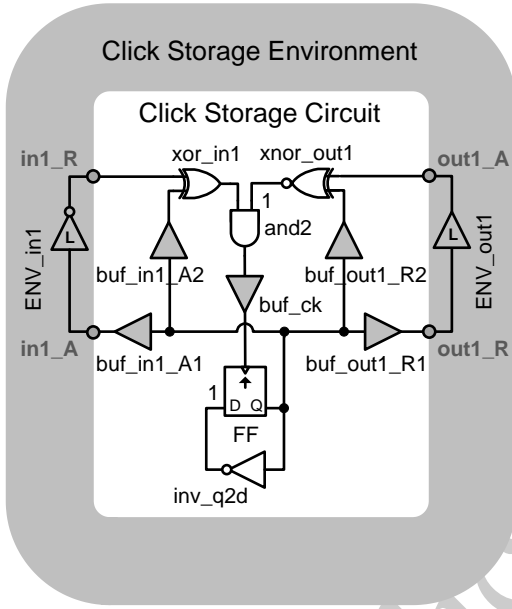 Click Storage Environment
Click Storage Circuit
in1_R
xor_in1
xnor_out1
out1_A
1
and2
L
L
ENV_in1
ENV_out1
buf_in1_A2
buf_out1_R2
buf_ck
in1_A
buf_in1_A1
buf_out1_R1
out1_R
1
D Q
FF
inv_q2d